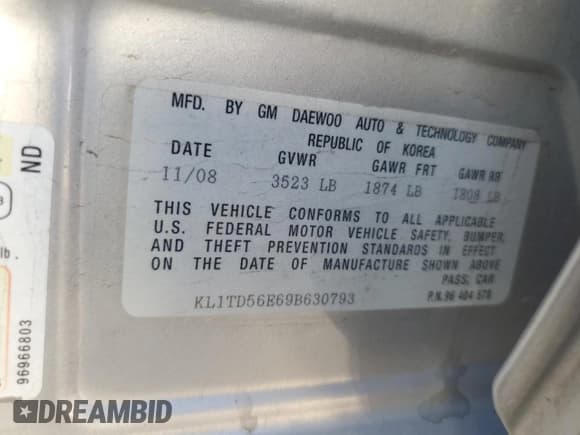 MFD. BY GM DAEWOO AUTO & TECHNOLOGY COMPANY
REPUBLIC OF KOREA
DATE GVWR GAWR FRT GAWR RR
11/08 3523 LB 1874 LB 1808 LB
THIS VEHICLE CONFORMS TO ALL APPLICABLE
U.S. FEDERAL MOTOR VEHICLE SAFETY, BUMPER,
AND THEFT PREVENTION STANDARDS IN EFFECT
ON THE DATE OF MANUFACTURE SHOWN ABOVE
PASS, CAR
KL1TD56E69B630793 P.N.96 404 578
ND
lb.
96966803
DREAMBID